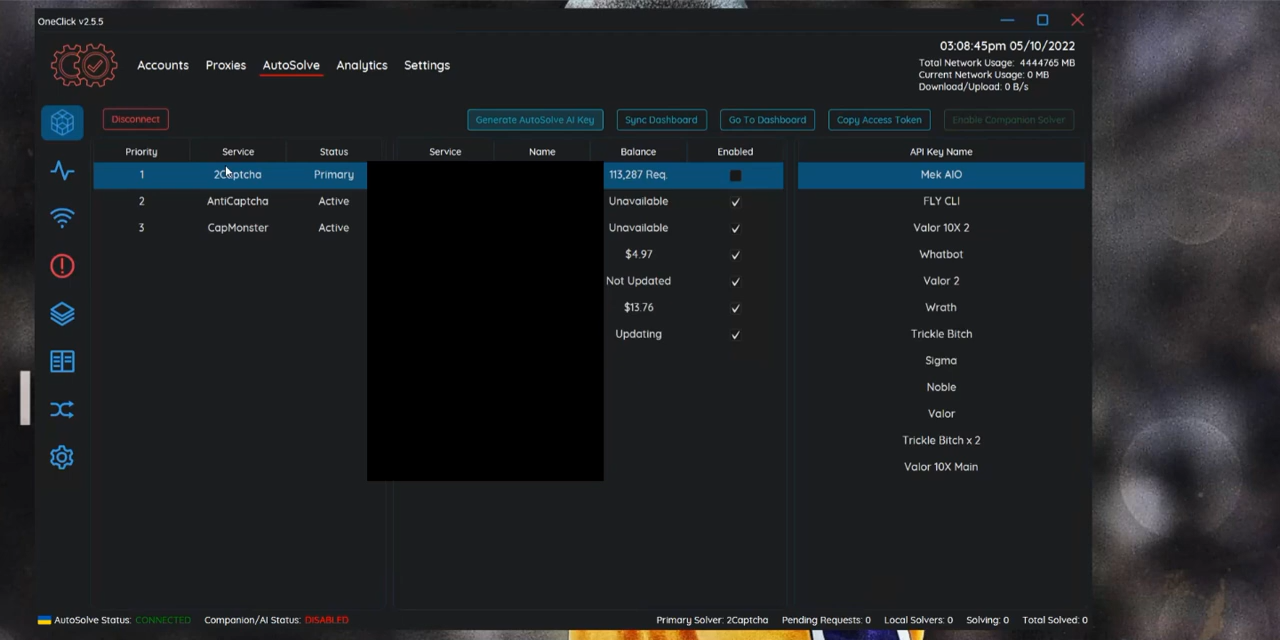 OneClick v2.5.5
03:08:45pm 05/10/2022
Accounts Proxies AutoSolve Analytics Settings
Total Network Usage: 4444765 MB
Current Network Usage: 0 MB
Download/Upload: 0 B/s
Disconnect
Generate AutoSolve AI Key Sync Dashboard Go To Dashboard Copy Access Token Enable Companion Solver
Priority Service Status Service Name Balance Enabled API Key Name
1 2Captcha Primary 113,287 Req. Mek AIO
2 AntiCaptcha Active Unavailable FLY CLI
3 CapMonster Active Unavailable Valor 10X 2
$4.97 Whatbot
Not Updated Valor 2
$13.76 Wrath
Updating Trickle Bitch
Sigma
Noble
Valor
Trickle Bitch x 2
Valor 10X Main
AutoSolve Status: CONNECTED Companion/AI Status: DISABLED Primary Solver: 2Captcha Pending Requests: 0 Local Solvers: 0 Solving: 0 Total Solved: 0